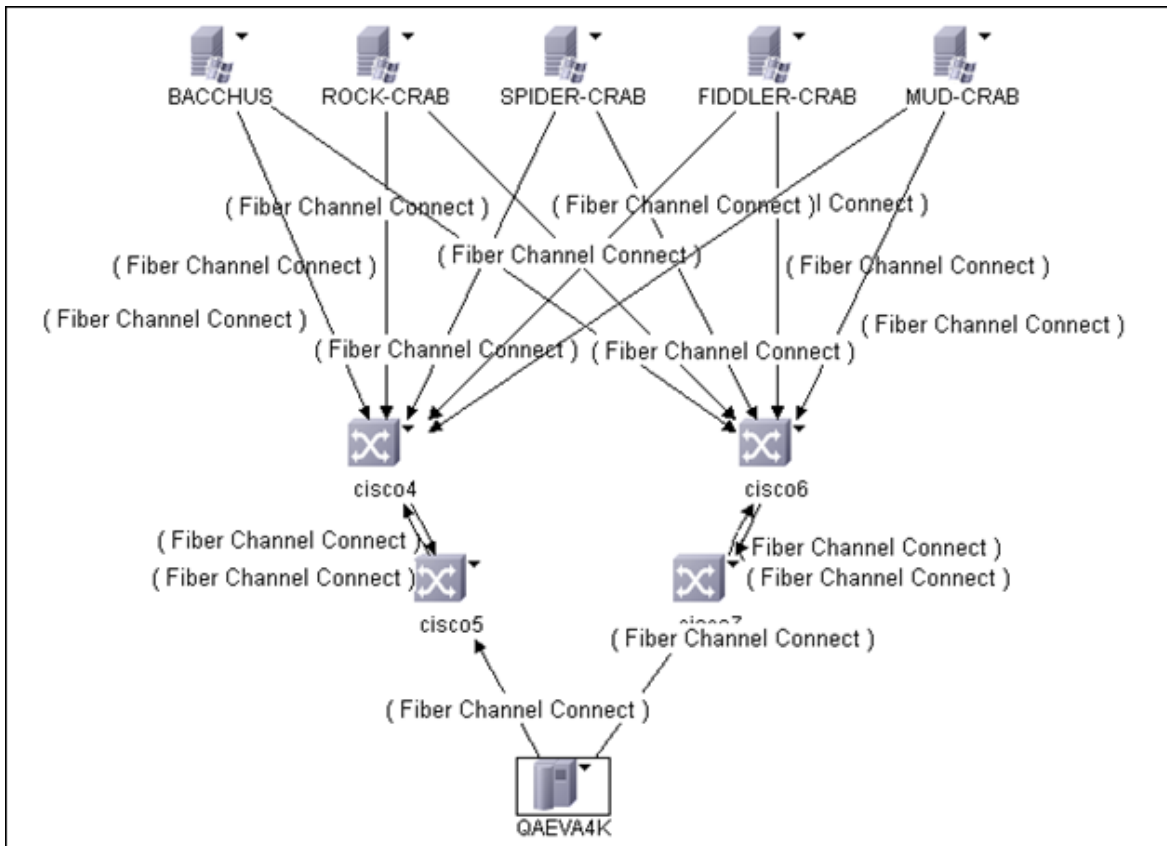 BACCHUS
ROCK-CRAB
SPIDER-CRAB
FIDDLER-CRAB
MUD-CRAB
( Fiber Channel Connect )
( Fiber Channel Connect )
Connect )
( Fiber Channel Connect )
( Fiber Channel Connect )
( Fiber Channel Connect )
( Fiber Channel Connect )
( Fiber Channel Connect )
( Fiber Channel Connect )
( Fiber Channel Connect )
cisco4
cisco6
( Fiber Channel Connect )
( Fiber Channel Connect )
( Fiber Channel Connect )
( Fiber Channel Connect )
cisco5
( Fiber Channel Connect )
( Fiber Channel Connect )
QAEVA4K